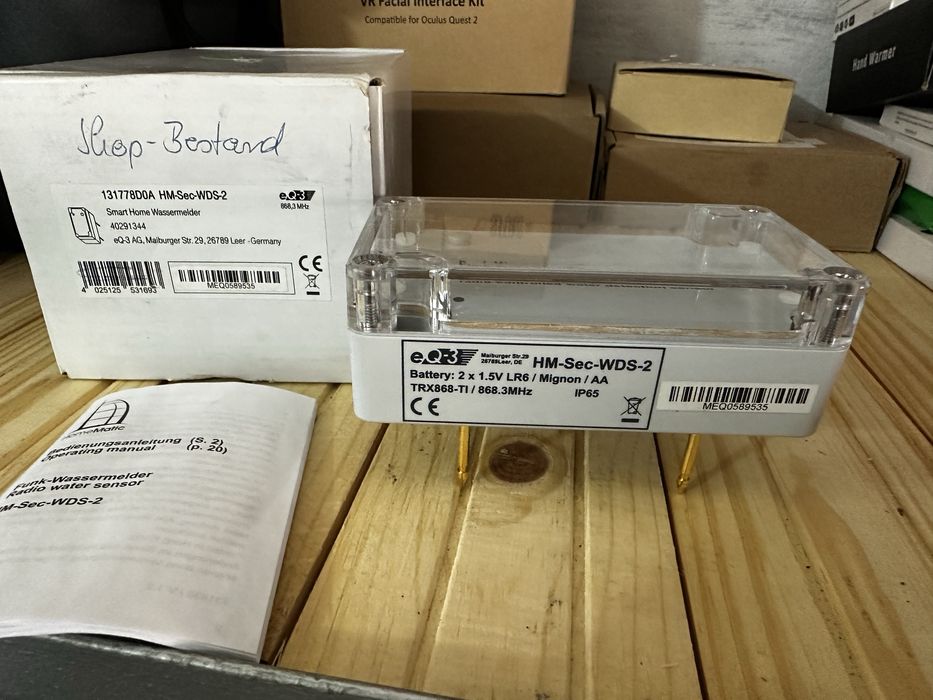 VR Facial Interface Kit
Compatible for Oculus Quest 2
Hand Warmer
Shop-Bestand
131778D0A HM-Sec-WDS-2
eQ-3
868,3 MHz
Smart Home Wassermelder
40291344
eQ-3 AG, Maiburger Str. 29, 26789 Leer - Germany
CE
4 025125 531693
MEQ0589535
eQ-3 Maiburger Str.29
26789Leer, DE
HM-Sec-WDS-2
Battery: 2 x 1.5V LR6 / Mignon / AA
TRX868-TI / 868.3MHz IP65
CE
MEQ0589535
HomeMatic
Bedienungsanleitung (S. 2)
Operating manual (p. 20)
Funk-Wassermelder
Radio water sensor
HM-Sec-WDS-2